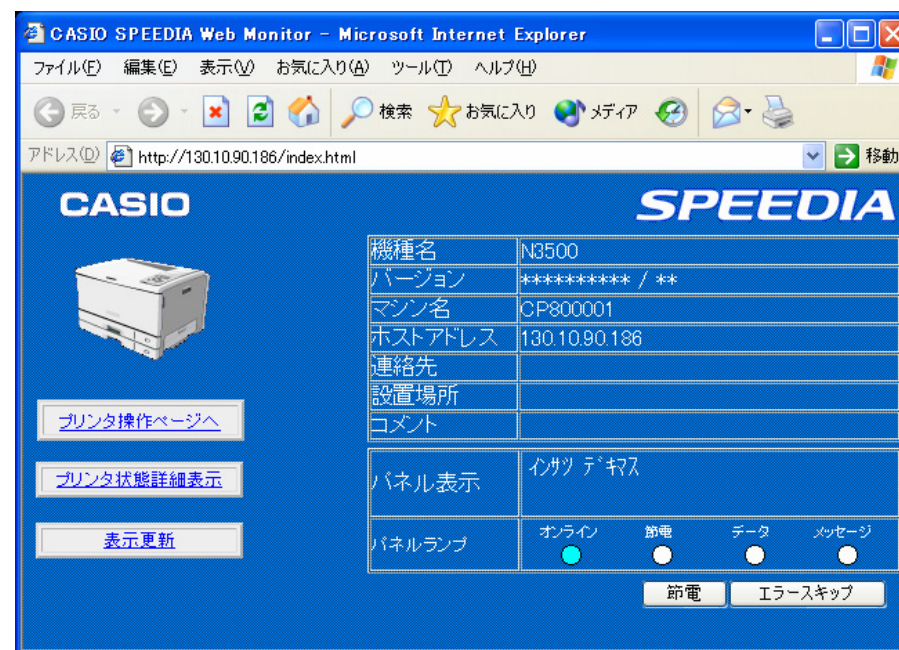 CASIO SPEEDIA Web Monitor - Microsoft Internet Explorer
ファイル(F) 編集(E) 表示(V) お気に入り(A) ツール(T) ヘルプ(H)
戻る 検索 お気に入り メディア
アドレス(D) http://130.10.90.186/index.html 移動
CASIO SPEEDIA
機種名 N3500
バージョン ********** / **
マシン名 CP800001
ホストアドレス 130.10.90.186
連絡先
設置場所
コメント
プリンタ操作ページへ
プリンタ状態詳細表示
表示更新
パネル表示 インサツ デキマス
パネルランプ オンライン 節電 データ メッセージ
節電 エラースキップ